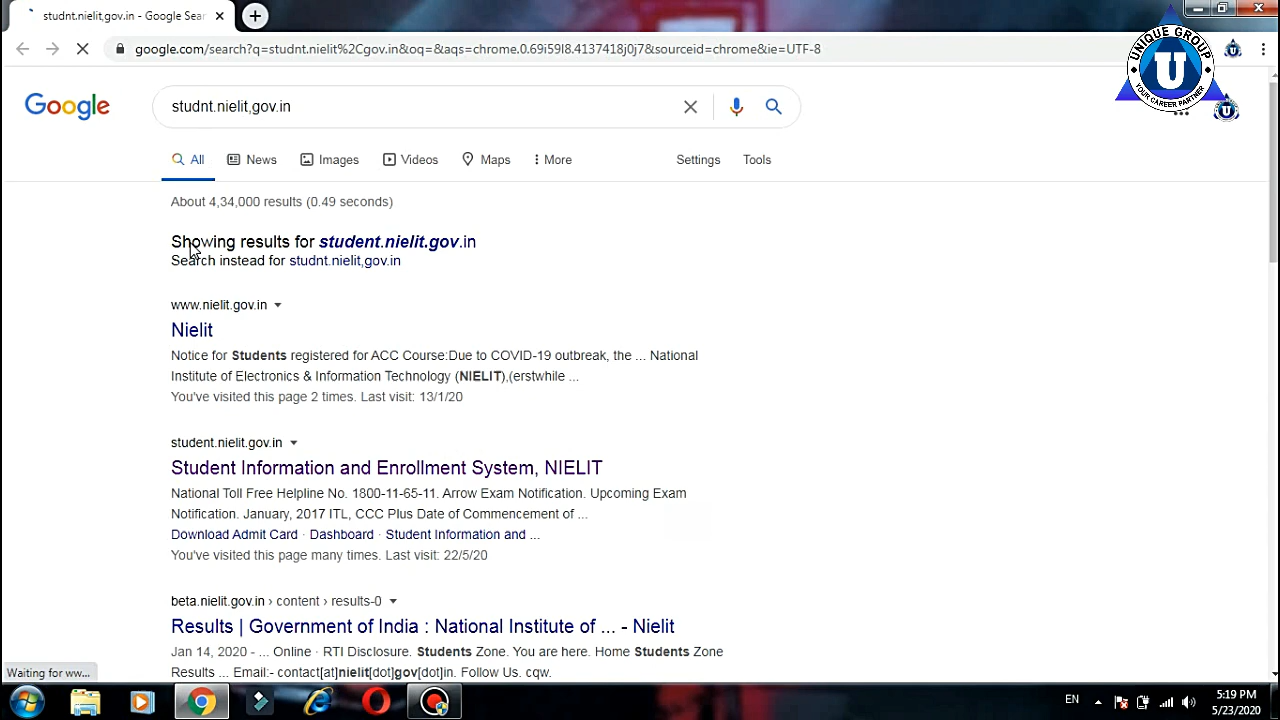 studnt.nielit,gov.in - Google Sear
google.com/search?q=studnt.nielit%2Cgov.in&oq=&aqs=chrome.0.69i59l8.4137418j0j7&sourceid=chrome&ie=UTF-8
UNIQUE GROUP
U
YOUR CAREER PARTNER
Google
studnt.nielit,gov.in
All News Images Videos Maps More Settings Tools
About 4,34,000 results (0.49 seconds)
Showing results for student.nielit.gov.in
Search instead for studnt.nielit,gov.in
www.nielit.gov.in
Nielit
Notice for Students registered for ACC Course:Due to COVID-19 outbreak, the ... National
Institute of Electronics & Information Technology (NIELIT),(erstwhile ...
You've visited this page 2 times. Last visit: 13/1/20
student.nielit.gov.in
Student Information and Enrollment System, NIELIT
National Toll Free Helpline No. 1800-11-65-11. Arrow Exam Notification. Upcoming Exam
Notification. January, 2017 ITL, CCC Plus Date of Commencement of ...
Download Admit Card · Dashboard · Student Information and ...
You've visited this page many times. Last visit: 22/5/20
beta.nielit.gov.in › content › results-0
Results | Government of India : National Institute of ... - Nielit
Jan 14, 2020 - ... Online · RTI Disclosure. Students Zone. You are here. Home Students Zone
Results ... Email:- contact[at]nielit[dot]gov[dot]in. Follow Us. cqw.
Waiting for ww...
EN
5:19 PM
5/23/2020